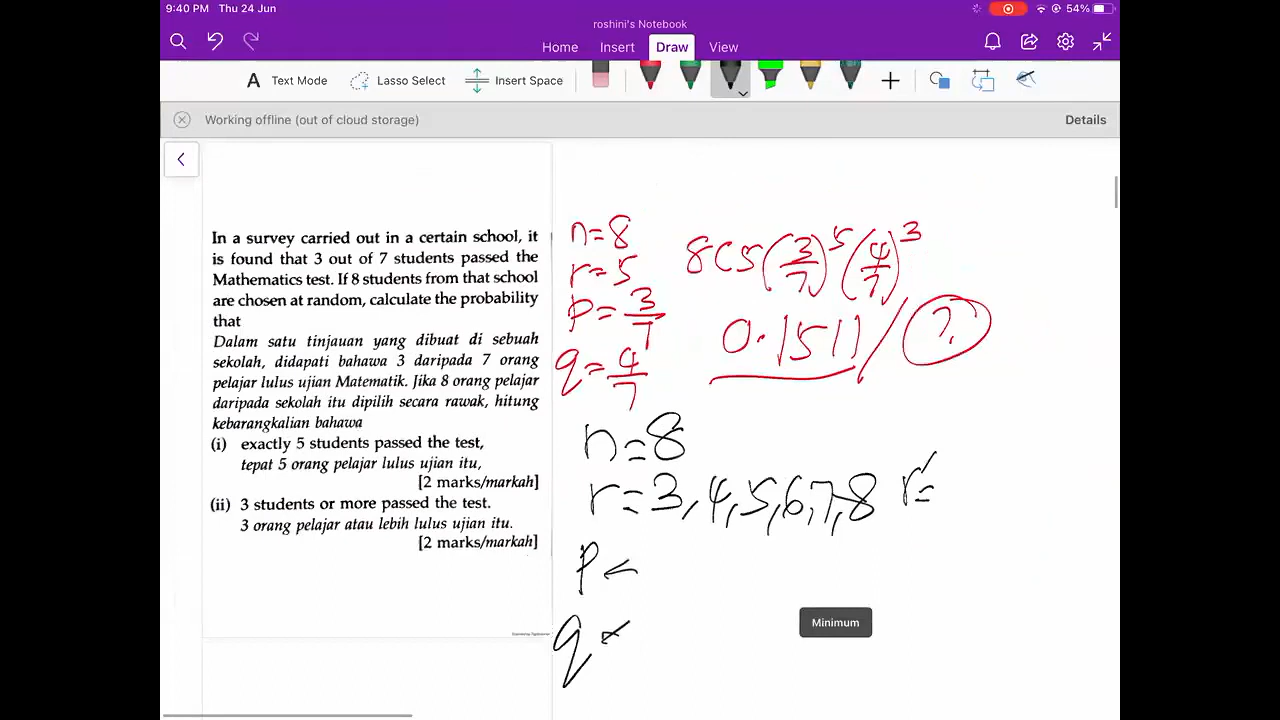 9:40 PM Thu 24 Jun
54%
roshini's Notebook
Home Insert Draw View
A Text Mode Lasso Select Insert Space
Working offline (out of cloud storage)
Details
In a survey carried out in a certain school, it
is found that 3 out of 7 students passed the
Mathematics test. If 8 students from that school
are chosen at random, calculate the probability
that
Dalam satu tinjauan yang dibuat di sebuah
sekolah, didapati bahawa 3 daripada 7 orang
pelajar lulus ujian Matematik. Jika 8 orang pelajar
daripada sekolah itu dipilih secara rawak, hitung
kebarangkalian bahawa
(i) exactly 5 students passed the test,
tepat 5 orang pelajar lulus ujian itu,
[2 marks/markah]
(ii) 3 students or more passed the test.
3 orang pelajar atau lebih lulus ujian itu.
[2 marks/markah]
n=8
r=5
p=3/7
q=4/7
8C5(3/7)^5(4/7)^3
0.1511/
?
n=8
r=3,4,5,6,7,8 r'=
p=
q=
Minimum